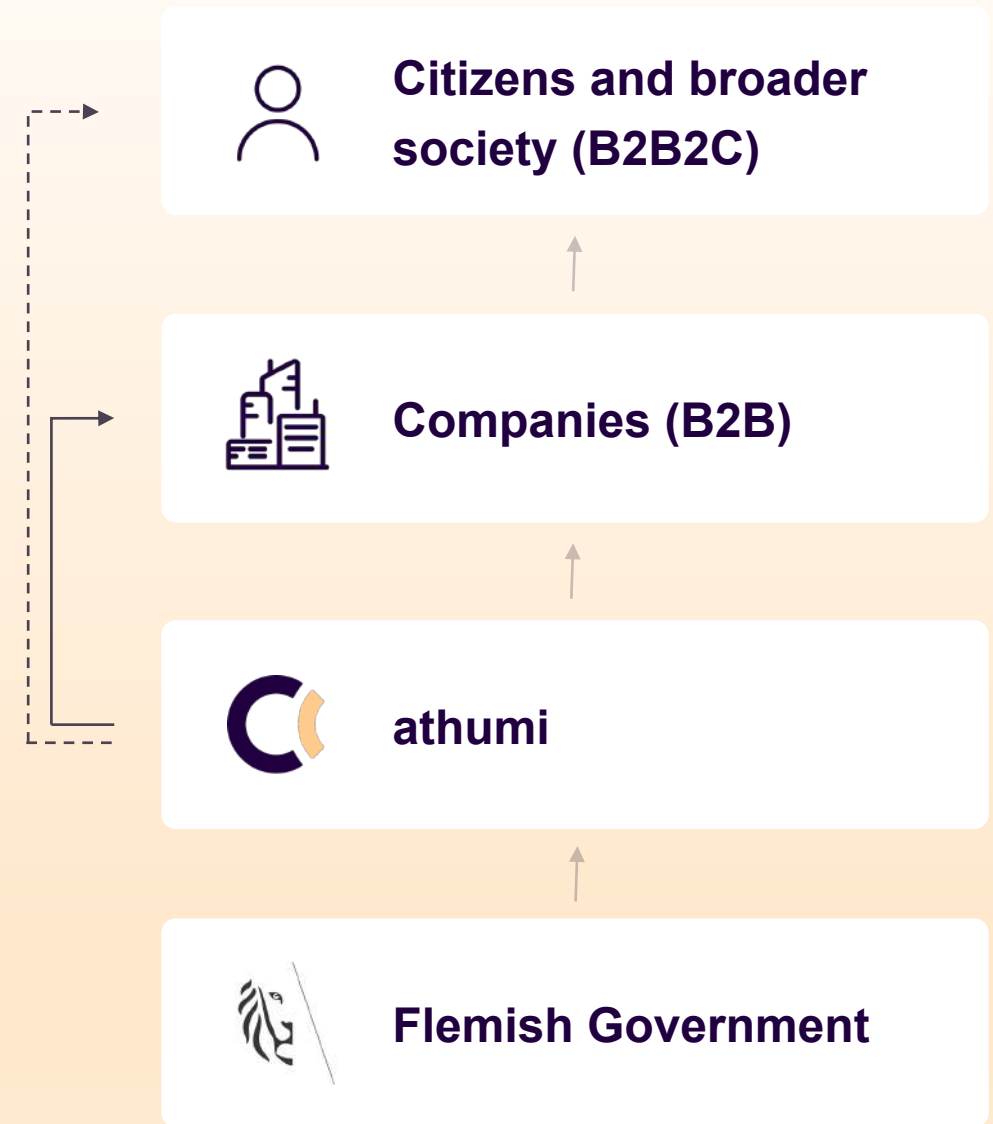 Citizens and broader
society (B2B2C)
Companies (B2B)
athumi
Flemish Government